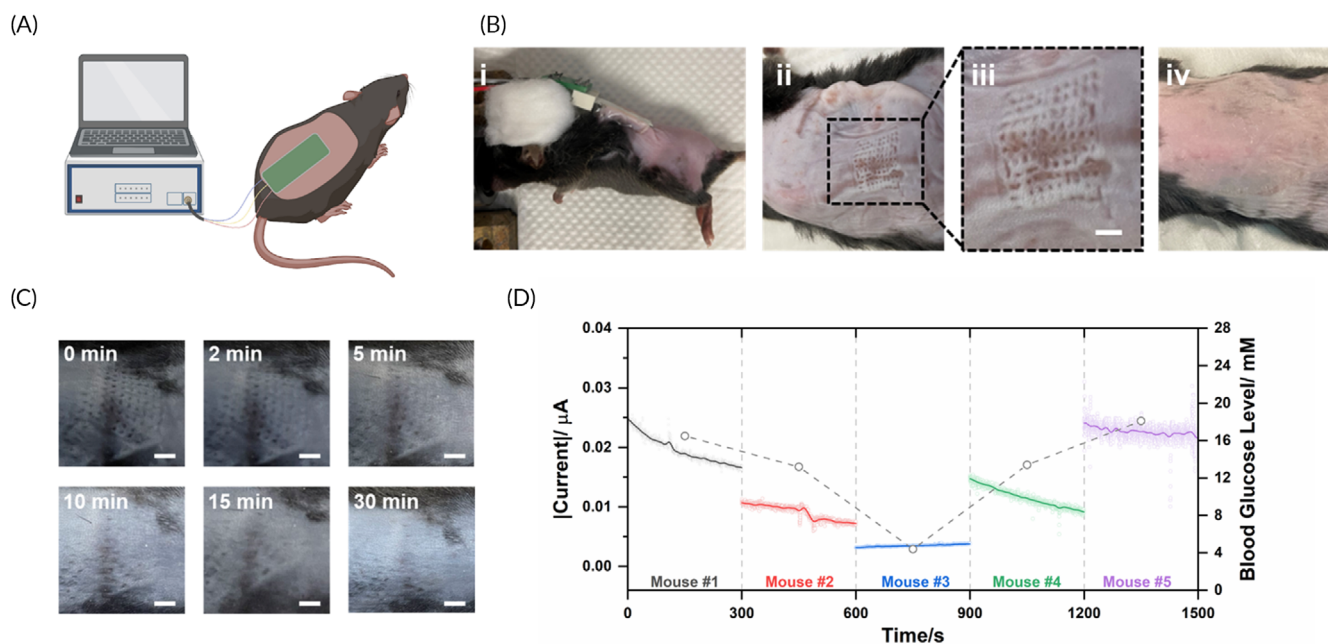 (A)
(B)
i
ii
iii
iv
(C)
(D)
0 min
2 min
5 min
10 min
15 min
30 min
|Current|/ μA
0.04
0.03
0.02
0.01
0.00
28
24
20
16
12
8
4
0
Blood Glucose Level/ mM
Mouse #1
Mouse #2
Mouse #3
Mouse #4
Mouse #5
0
300
600
900
1200
1500
Time/s